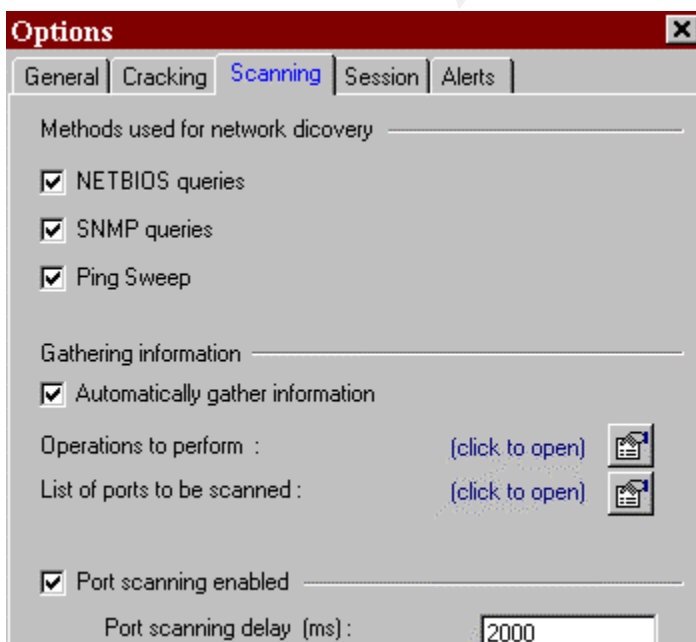 Options
General Cracking Scanning Session Alerts
Methods used for network dicovery
NETBIOS queries
SNMP queries
Ping Sweep
Gathering information
Automatically gather information
Operations to perform : (click to open)
List of ports to be scanned : (click to open)
Port scanning enabled
Port scanning delay (ms) : 2000